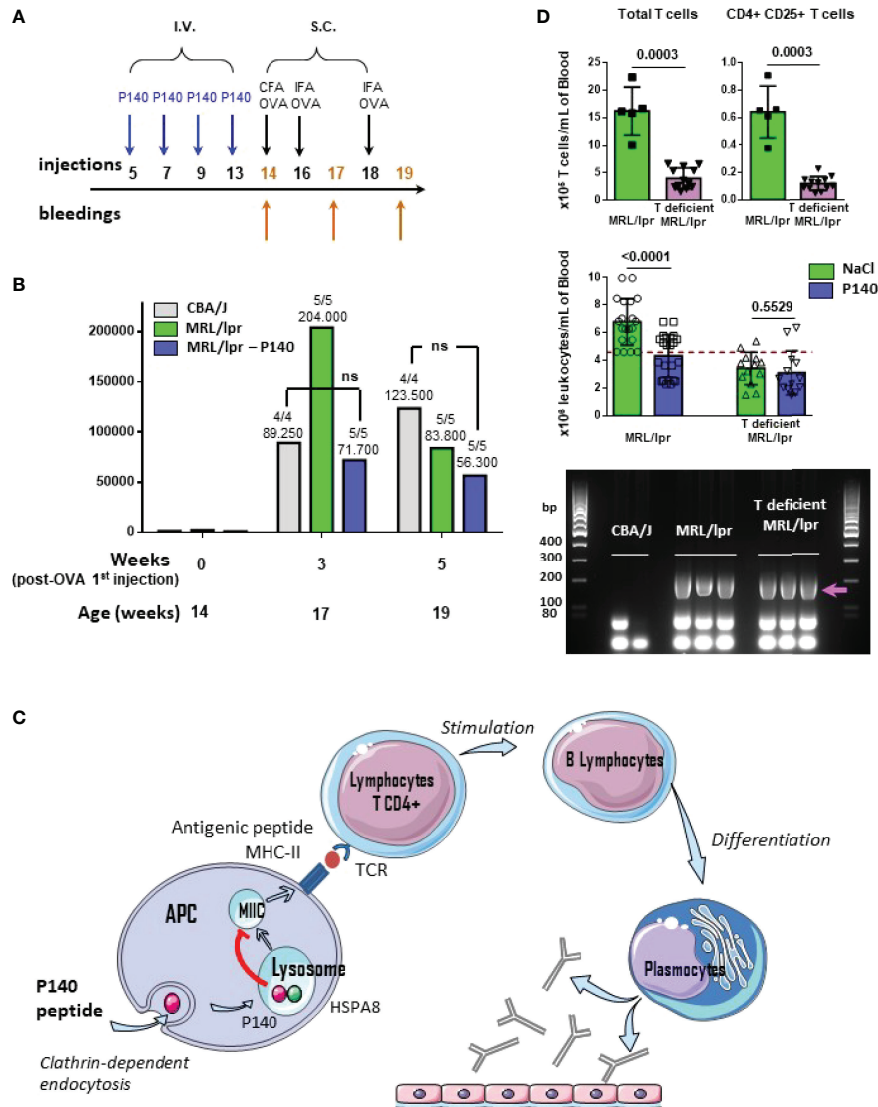 A
I.V. S.C.
P140 P140 P140 P140 CFA OVA IFA OVA IFA OVA
injections 5 7 9 13 14 16 17 18 19
bleedings
B
CBA/J
MRL/lpr
MRL/lpr – P140
200000
150000
100000
50000
0
4/4
89.250
5/5
204.000
5/5
71.700
ns
4/4
123.500
5/5
83.800
5/5
56.300
ns
Weeks 0 3 5
(post-OVA 1st injection)
Age (weeks) 14 17 19
D
Total T cells CD4+ CD25+ T cells
x10⁵ T cells/mL of Blood
25
20
15
10
5
0
0.0003
MRL/lpr T deficient MRL/lpr
1.0
0.8
0.6
0.4
0.2
0.0
0.0003
MRL/lpr T deficient MRL/lpr
NaCl
P140
x10⁶ leukocytes/mL of Blood
10
8
6
4
2
0
<0.0001
0.5529
MRL/lpr T deficient MRL/lpr
bp
400
300
200
100
80
CBA/J MRL/lpr T deficient MRL/lpr
C
Stimulation
Lymphocytes
T CD4+
B Lymphocytes
Antigenic peptide
MHC-II
TCR
Differentiation
APC
MIIC
Lysosome
P140
HSPA8
P140
peptide
Clathrin-dependent
endocytosis
Plasmocytes